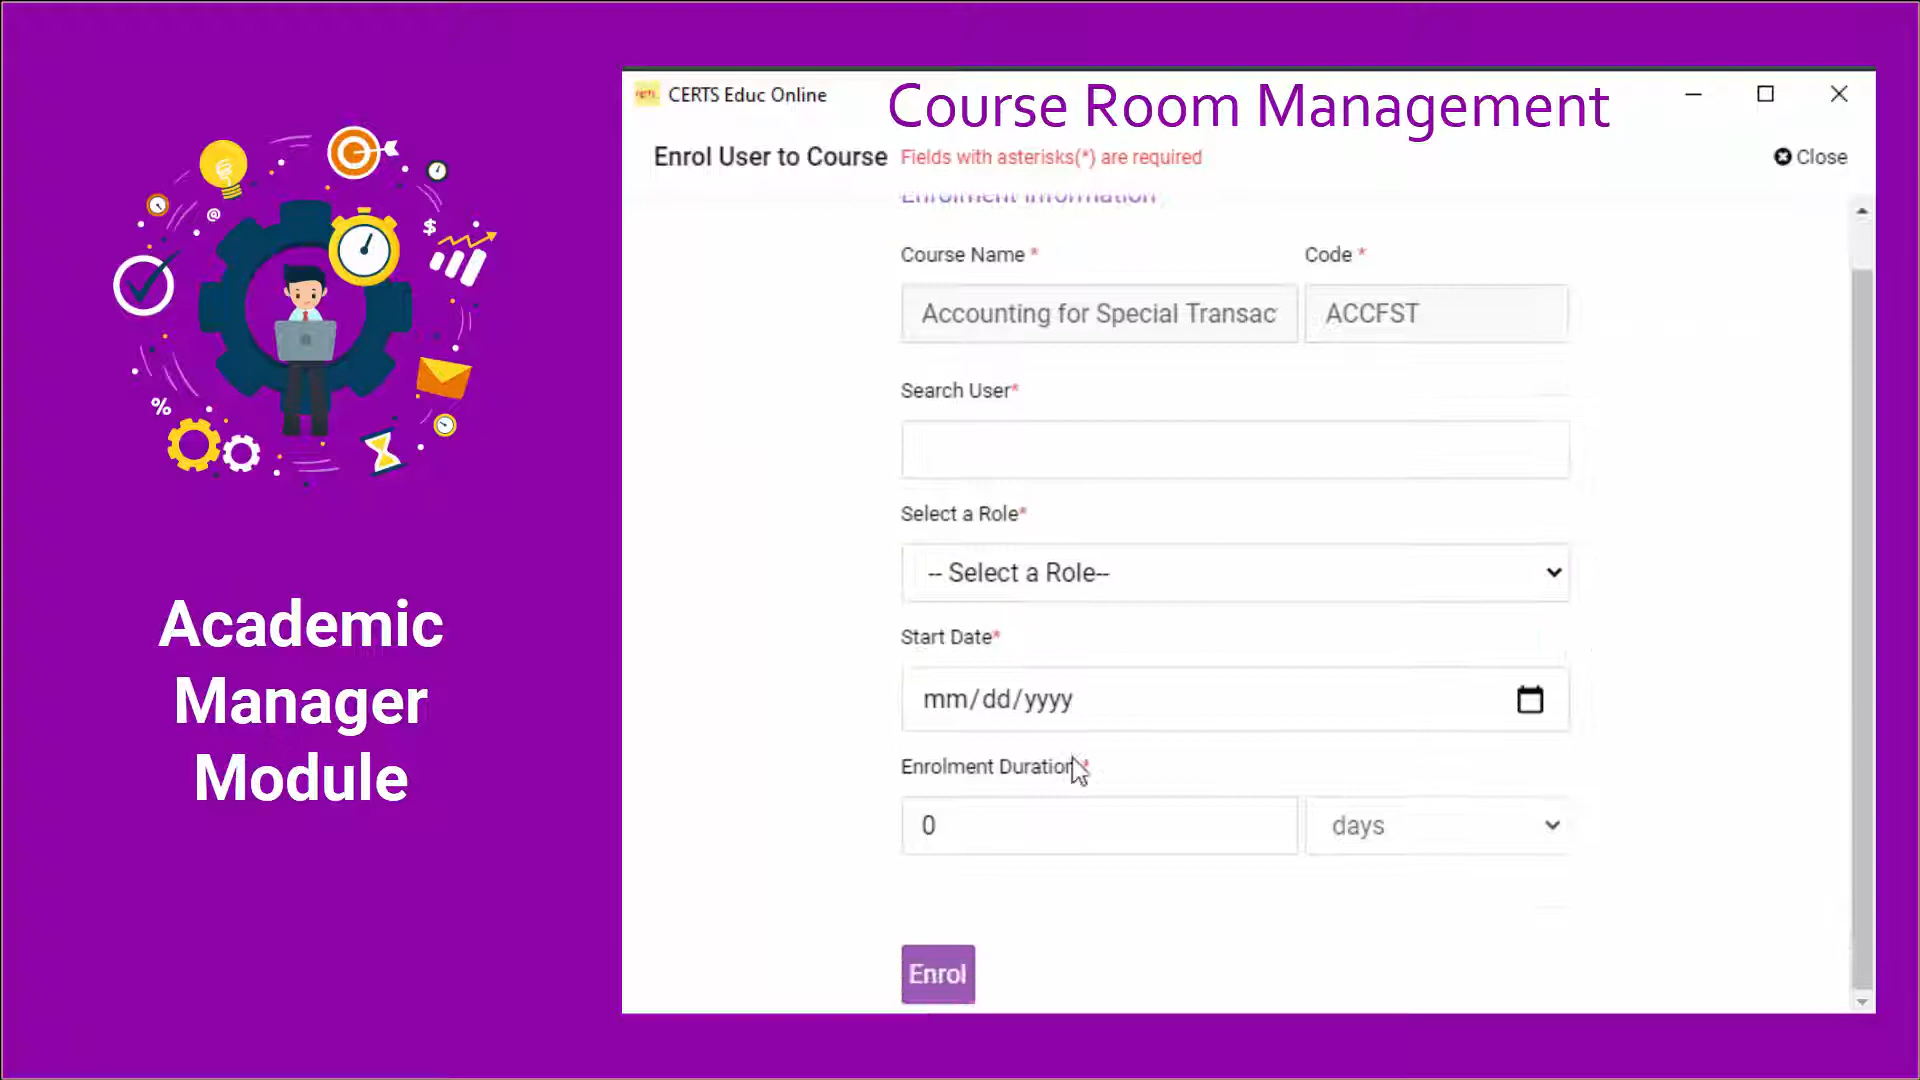 CERTS Educ Online
Course Room Management
Enrol User to Course
Fields with asterisks(*) are required
Close
Enrolment Information
Course Name *
Code *
Accounting for Special Transac
ACCFST
Search User*
Select a Role*
-- Select a Role--
Start Date*
mm/dd/yyyy
Enrolment Duration *
0
days
Enrol
@
$
%
Academic
Manager
Module